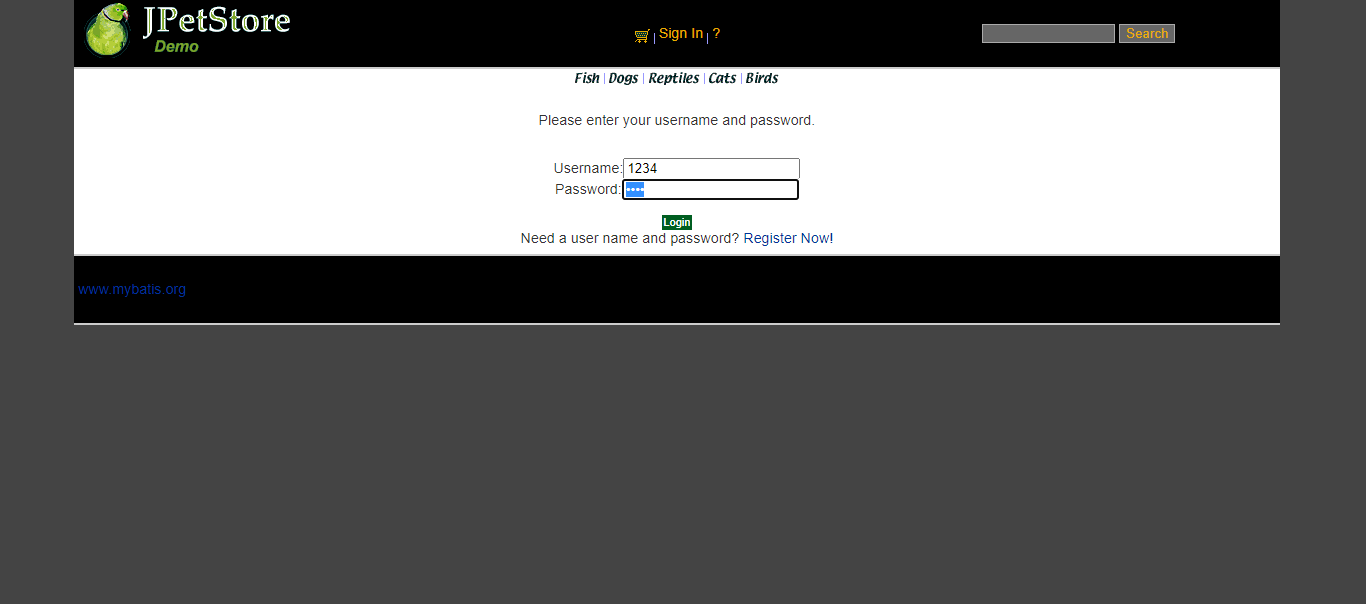 JPetStore
Demo
Sign In | ?
Search
Fish | Dogs | Reptiles | Cats | Birds
Please enter your username and password.
Username: 1234
Password: ••••
Login
Need a user name and password? Register Now!
www.mybatis.org